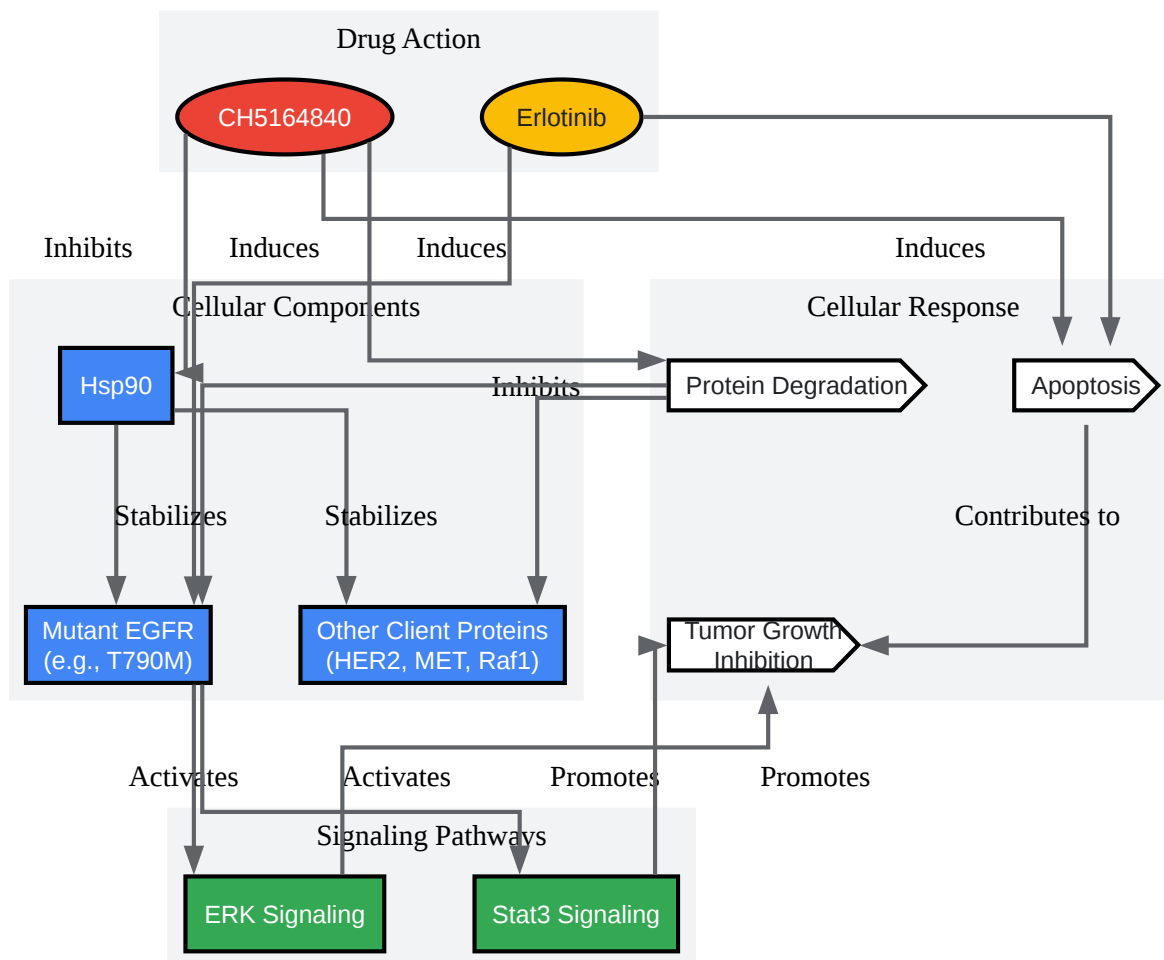 Drug Action
CH5164840
Erlotinib
Inhibits
Induces
Induces
Induces
Cellular Components
Cellular Response
Hsp90
Inhibits
Protein Degradation
Apoptosis
Stabilizes
Stabilizes
Contributes to
Mutant EGFR
(e.g., T790M)
Other Client Proteins
(HER2, MET, Raf1)
Tumor Growth
Inhibition
Activates
Activates
Promotes
Promotes
Signaling Pathways
ERK Signaling
Stat3 Signaling